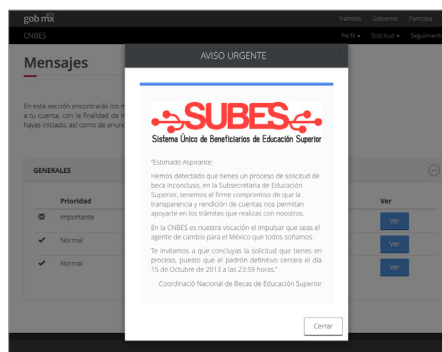 gob mx
Trámites Gobierno Participa
CNBES
Perfil Solicitud
AVISO URGENTE
Mensajes
En esta sección encontrarás los
a tu cuenta, con la finalidad de
hayas iniciado, así como de
SUBES
Sistema Único de Beneficiarios de Educación Superior
"Estimado Aspirante:
Hemos detectado que tienes un proceso de solicitud de
beca inconcluso, en la Subsecretaría de Educación
Superior, tenemos el firme compromiso de que la
transparencia y rendición de cuentas nos permitan
apoyarte en los trámites que realizas con nosotros.
En la CNBES es nuestra vocación el impulsar que seas el
agente de cambio para el México que todos soñamos.
Te invitamos a que concluyas la solicitud que tienes en
proceso, puesto que el padrón definitivo cerrará el día
15 de Octubre de 2013 a las 23:59 horas."
Coordinació Nacional de Becas de Educación Superior
GENERALES
Prioridad Ver
Importante Ver
Normal Ver
Normal Ver
Cerrar